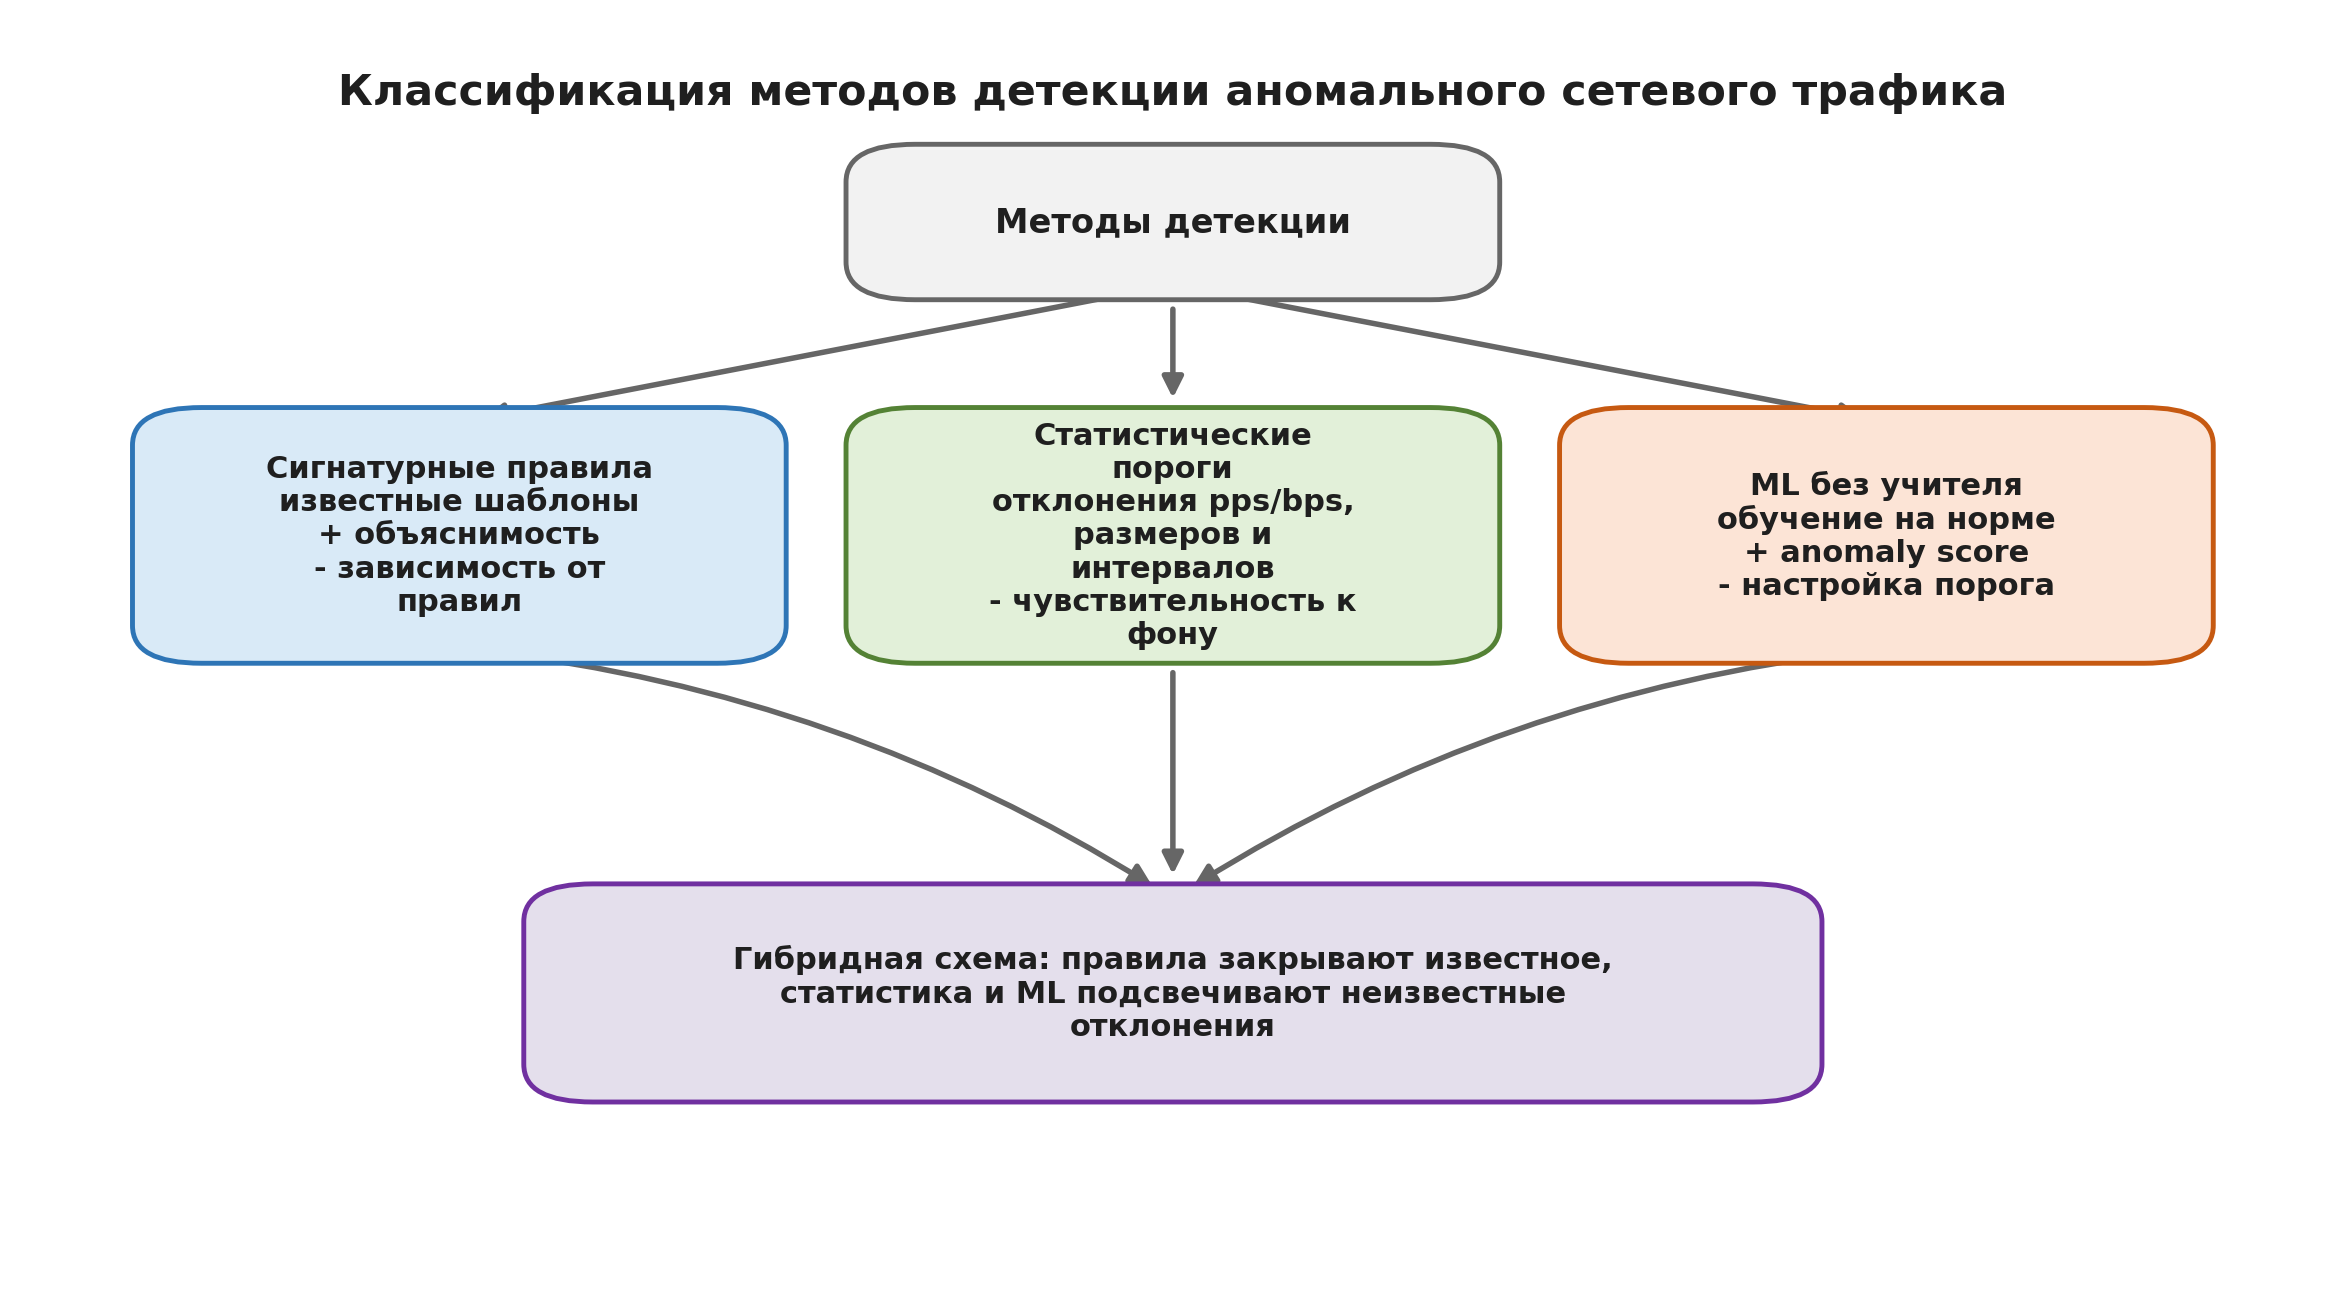 Классификация методов детекции аномального сетевого трафика
Методы детекции
Сигнатурные правила
известные шаблоны
+ объяснимость
- зависимость от
правил
Статистические
пороги
отклонения pps/bps,
размеров и
интервалов
- чувствительность к
фону
ML без учителя
обучение на норме
+ anomaly score
- настройка порога
Гибридная схема: правила закрывают известное,
статистика и ML подсвечивают неизвестные
отклонения